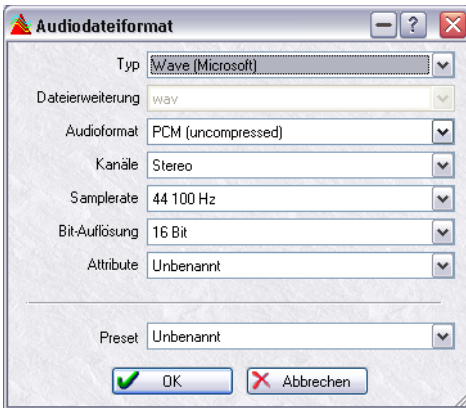 Audiodateiformat
Typ Wave (Microsoft)
Dateierweiterung wav
Audioformat PCM (uncompressed)
Kanäle Stereo
Samplerate 44 100 Hz
Bit-Auflösung 16 Bit
Attribute Unbenannt
Preset Unbenannt
OK Abbrechen